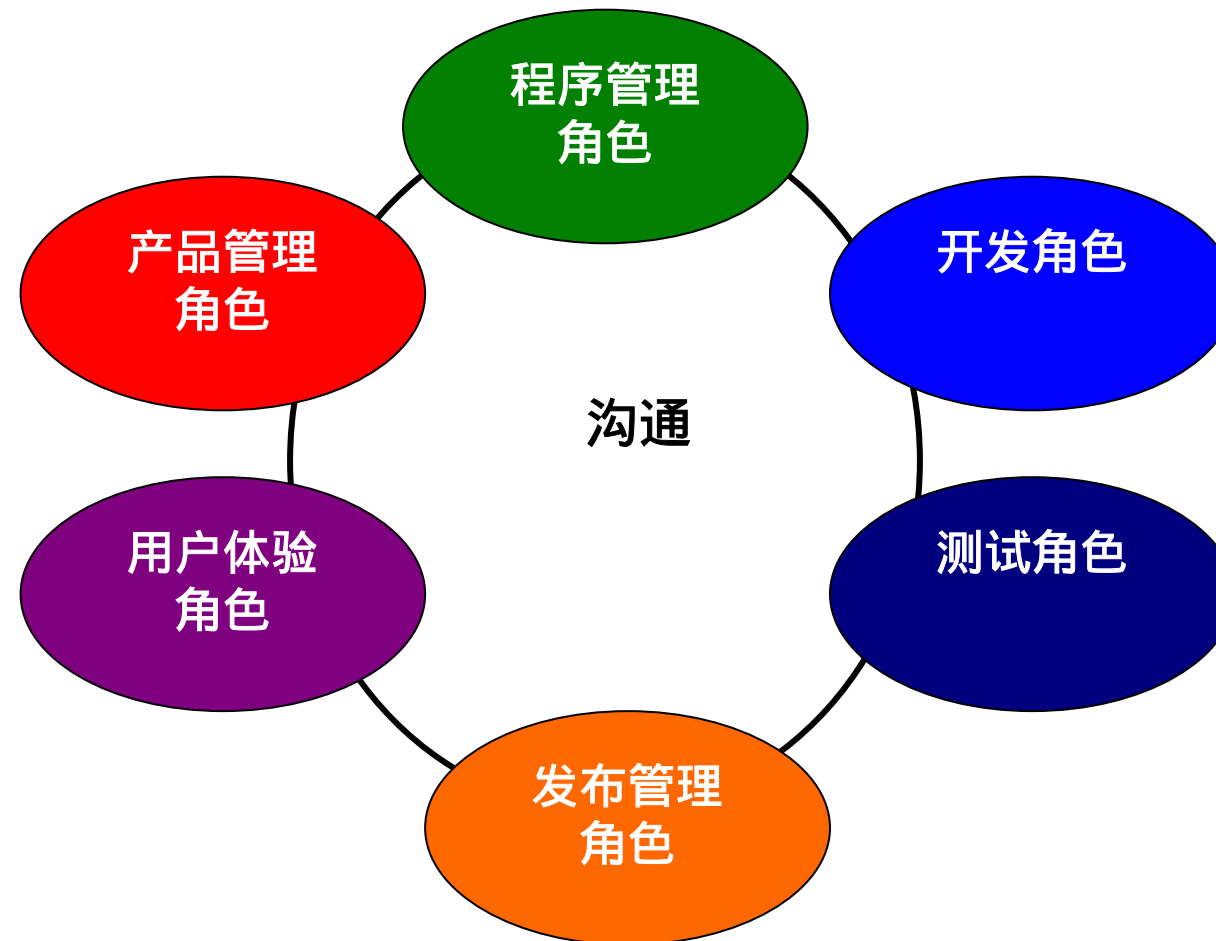 程序管理
角色
产品管理
角色
开发角色
沟通
用户体验
角色
测试角色
发布管理
角色